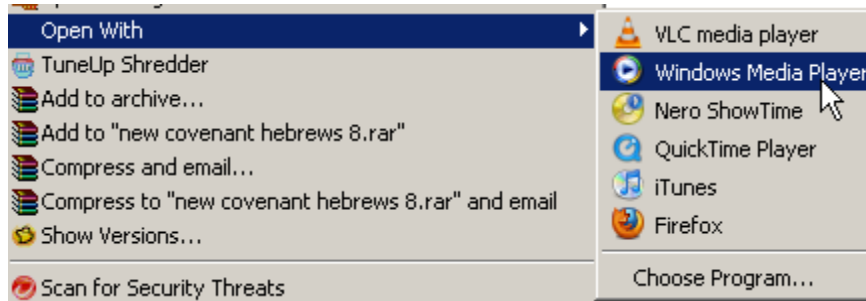 Open With
TuneUp Shredder
Add to archive...
Add to "new covenant hebrews 8.rar"
Compress and email...
Compress to "new covenant hebrews 8.rar" and email
Show Versions...
Scan for Security Threats
VLC media player
Windows Media Player
Nero ShowTime
QuickTime Player
iTunes
Firefox
Choose Program...